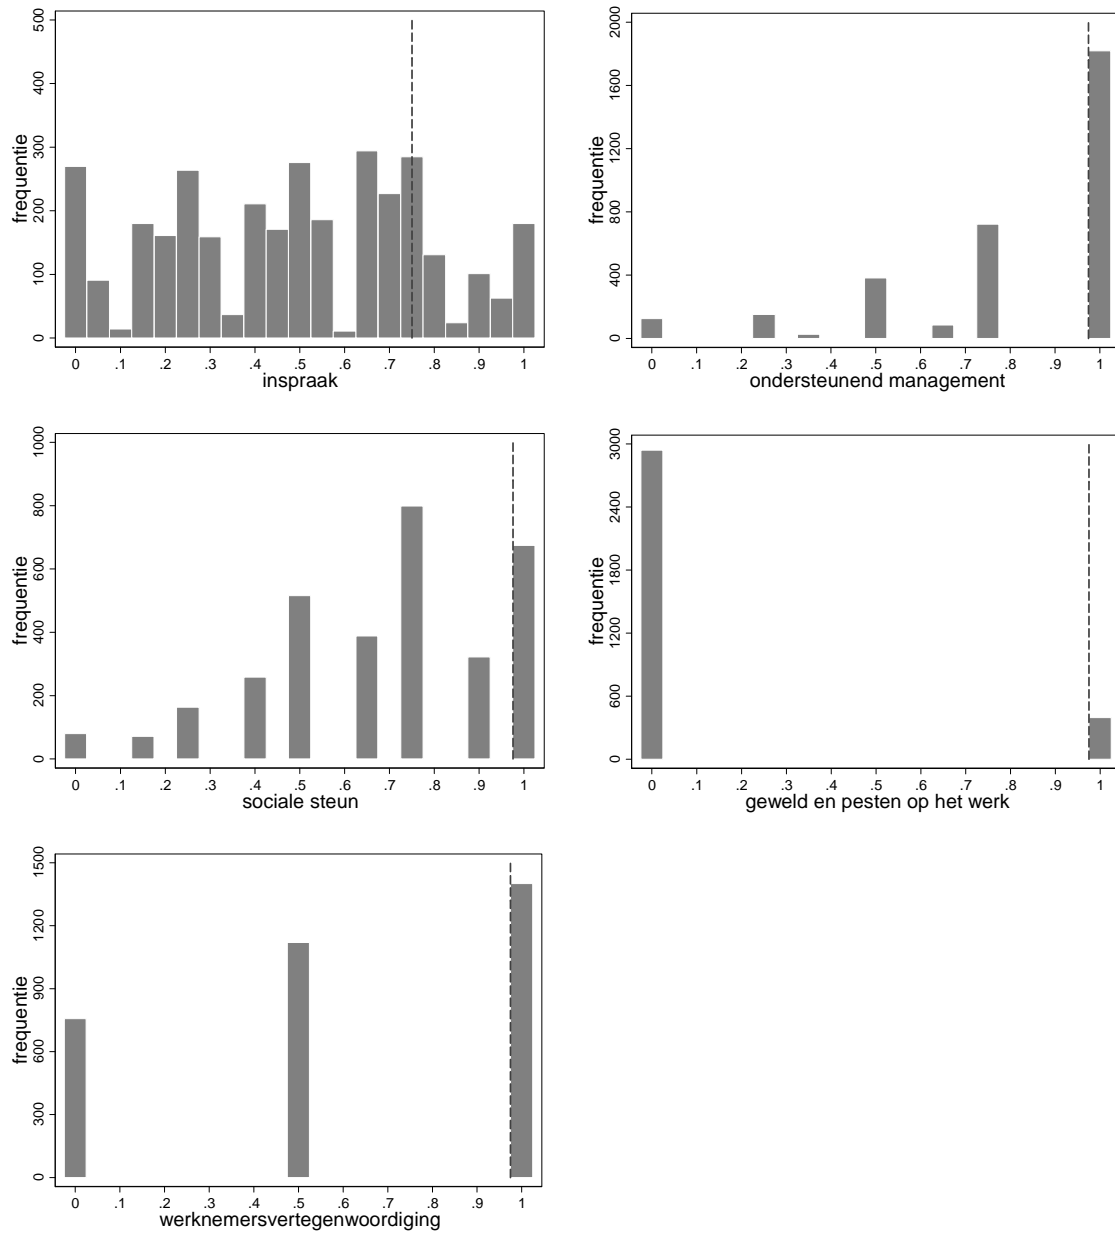 500
400
300
200
100
0
frequentie
0 .1 .2 .3 .4 .5 .6 .7 .8 .9 1
inspraak
2000
1600
1200
800
400
0
frequentie
0 .1 .2 .3 .4 .5 .6 .7 .8 .9 1
ondersteunend management
1000
800
600
400
200
0
frequentie
0 .1 .2 .3 .4 .5 .6 .7 .8 .9 1
sociale steun
3000
2400
1800
1200
600
0
frequentie
0 .1 .2 .3 .4 .5 .6 .7 .8 .9 1
geweld en pesten op het werk
1500
1200
900
600
300
0
frequentie
0 .1 .2 .3 .4 .5 .6 .7 .8 .9 1
werknemersvertegenwoordiging